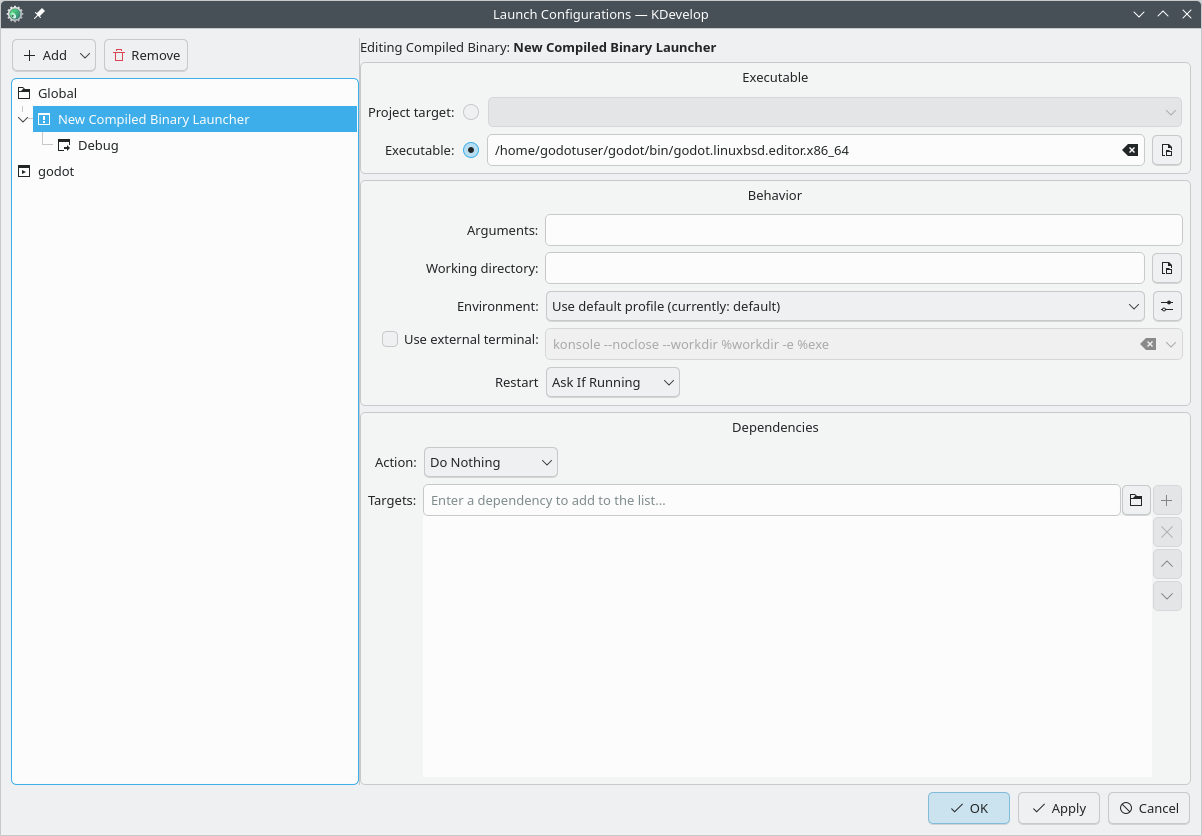 Launch Configurations — KDevelop
Add
Remove
Global
New Compiled Binary Launcher
Debug
godot
Editing Compiled Binary: New Compiled Binary Launcher
Executable
Project target:
Executable: /home/godotuser/godot/bin/godot.linuxbsd.editor.x86_64
Behavior
Arguments:
Working directory:
Environment: Use default profile (currently: default)
Use external terminal: konsole --noclose --workdir %workdir -e %exe
Restart Ask If Running
Dependencies
Action: Do Nothing
Targets: Enter a dependency to add to the list...
OK Apply Cancel